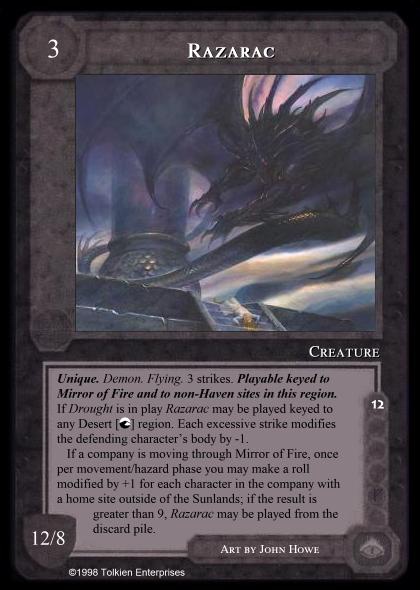 3
RAZARAC
CREATURE
Unique. Demon. Flying. 3 strikes. Playable keyed to
Mirror of Fire and to non-Haven sites in this region.
If Drought is in play Razarac may be played keyed to
any Desert [ ] region. Each excessive strike modifies
the defending character's body by -1.
If a company is moving through Mirror of Fire, once
per movement/hazard phase you may make a roll
modified by +1 for each character in the company with
a home site outside of the Sunlands; if the result is
greater than 9, Razarac may be played from the
discard pile.
12
12/8
ART BY JOHN HOWE
©1998 Tolkien Enterprises